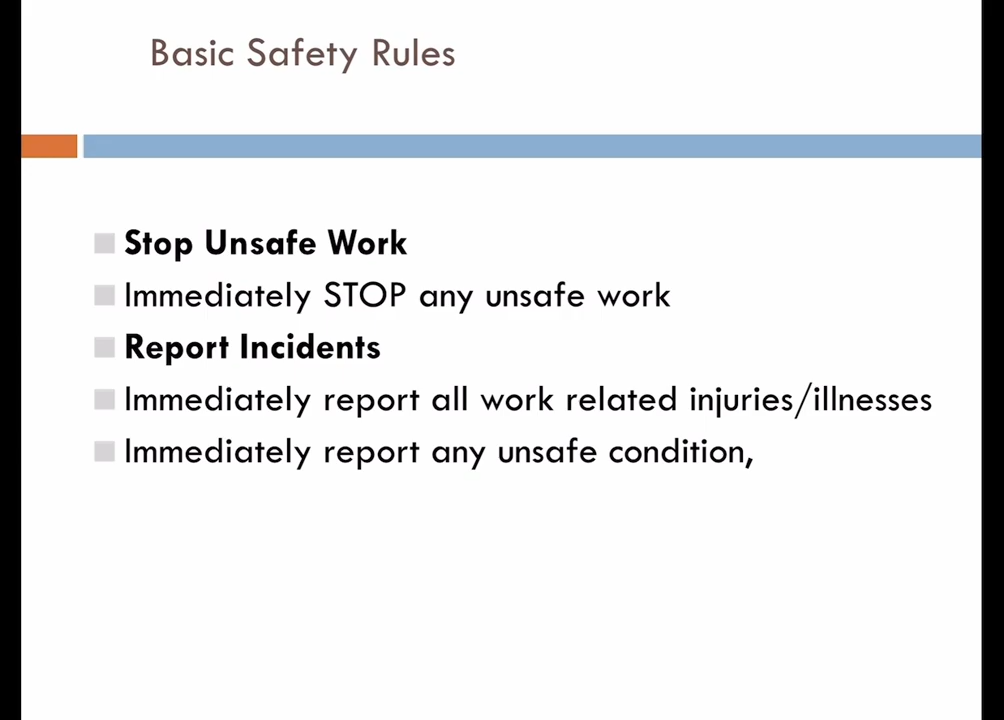 Basic Safety Rules
Stop Unsafe Work
Immediately STOP any unsafe work
Report Incidents
Immediately report all work related injuries/illnesses
Immediately report any unsafe condition,